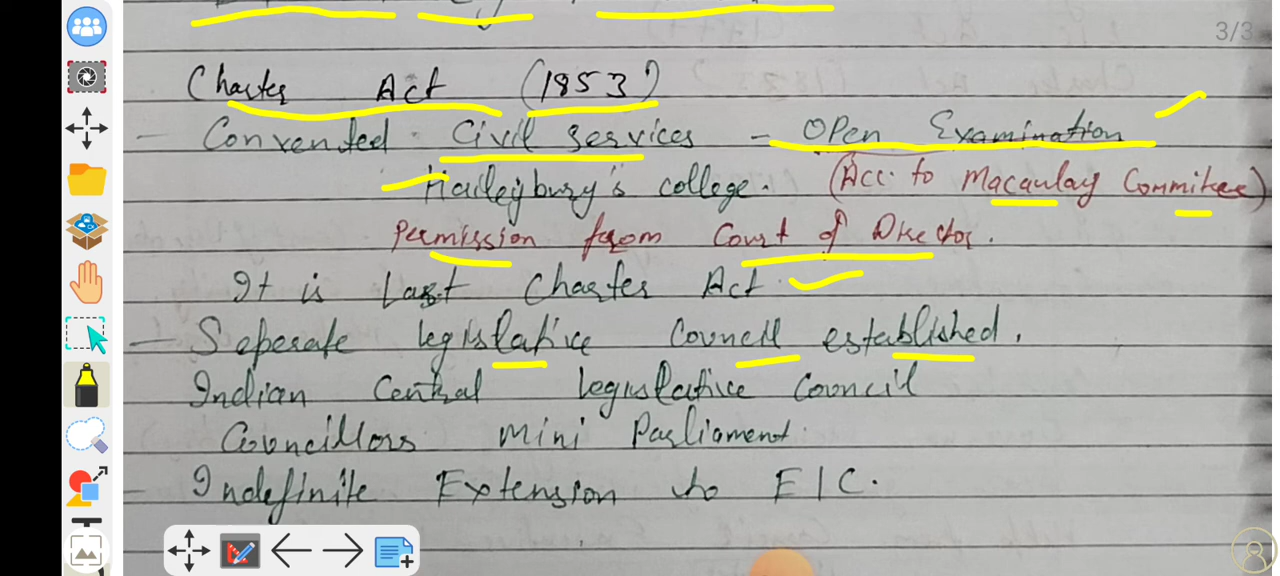 3/3
Charter Act (1853)
- Convented Civil services - Open Examination
Haileybury's college. (Acc. to Macaulay Commitee)
Permission from Court of Director.
It is Last Charter Act.
- Seperate legislative Council established.
Indian Central legislative Council
Councillors mini Parliament.
- Indefinite Extension to EIC.